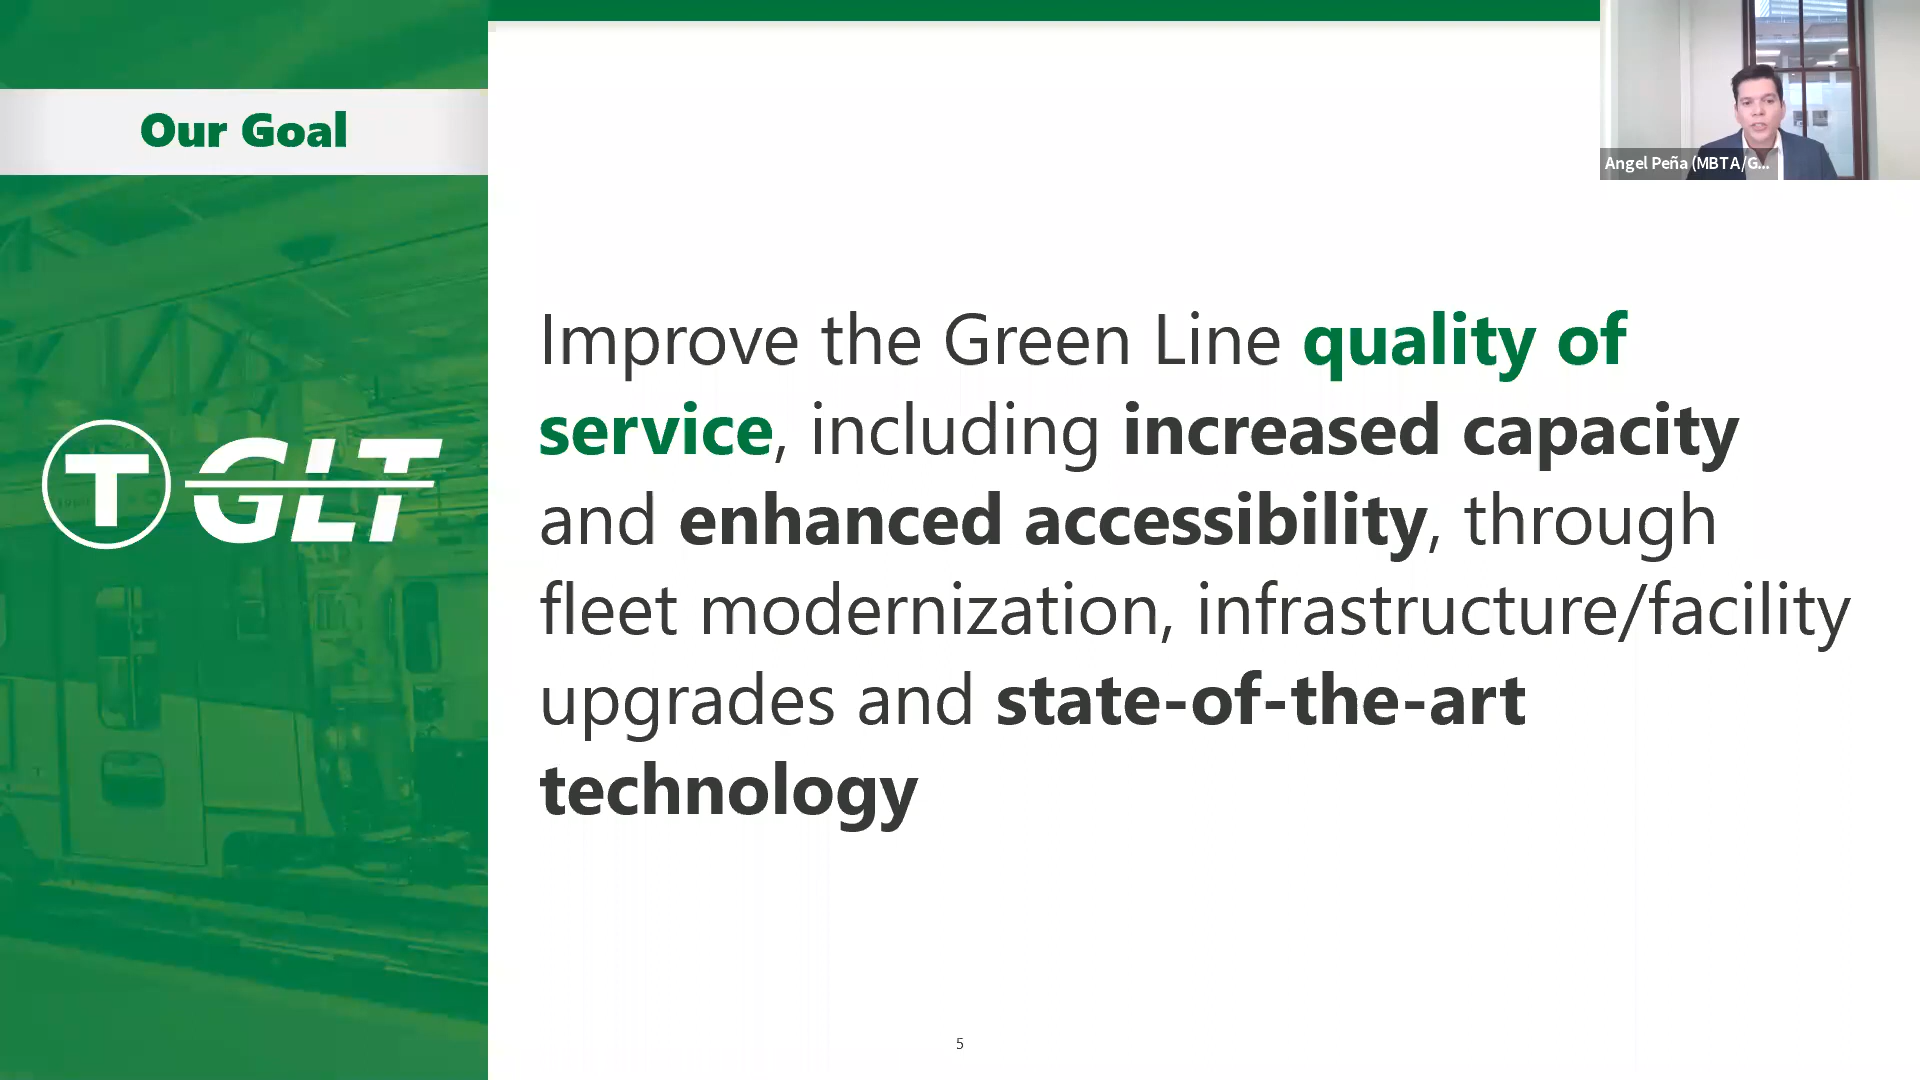 Our Goal
T GLT
Angel Peña (MBTA/G...
Improve the Green Line quality of
service, including increased capacity
and enhanced accessibility, through
fleet modernization, infrastructure/facility
upgrades and state-of-the-art
technology
5